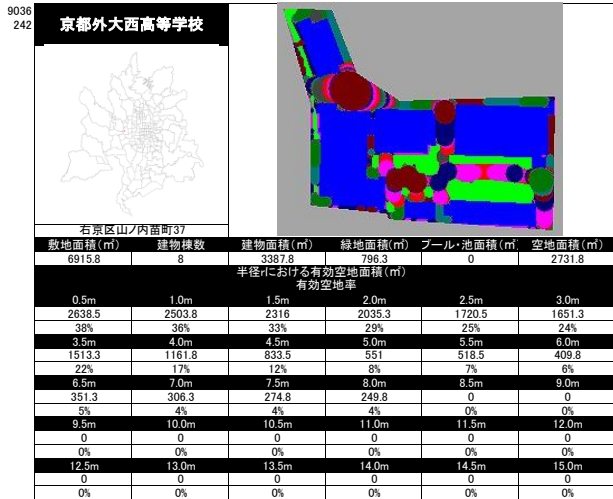 9036
242
京都外大西高等学校
右京区山ノ内苗町37
敷地面積(㎡) 建物棟数 建物面積(㎡) 緑地面積(㎡) プール・池面積(㎡) 空地面積(㎡)
6915.8 8 3387.8 796.3 0 2731.8
半径rにおける有効空地面積(㎡)
有効空地率
0.5m 1.0m 1.5m 2.0m 2.5m 3.0m
2638.5 2503.8 2316 2035.3 1720.5 1651.3
38% 36% 33% 29% 25% 24%
3.5m 4.0m 4.5m 5.0m 5.5m 6.0m
1513.3 1161.8 833.5 551 518.5 409.8
22% 17% 12% 8% 7% 6%
6.5m 7.0m 7.5m 8.0m 8.5m 9.0m
351.3 306.3 274.8 249.8 0 0
5% 4% 4% 4% 0% 0%
9.5m 10.0m 10.5m 11.0m 11.5m 12.0m
0 0 0 0 0 0
0% 0% 0% 0% 0% 0%
12.5m 13.0m 13.5m 14.0m 14.5m 15.0m
0 0 0 0 0 0
0% 0% 0% 0% 0% 0%